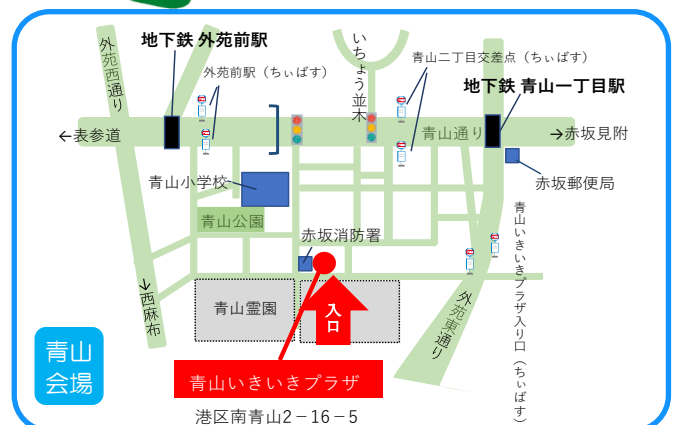 外苑西通り
地下鉄 外苑前駅
外苑前駅（ちぃばす）
いちょう並木
青山二丁目交差点（ちぃばす）
地下鉄 青山一丁目駅
←表参道
青山通り
→赤坂見附
青山小学校
赤坂郵便局
青山公園
赤坂消防署
青山いきいきプラザ入り口（ちぃばす）
→西麻布
青山霊園
入口
外苑東通り
青山
会場
青山いきいきプラザ
港区南青山2－16－5